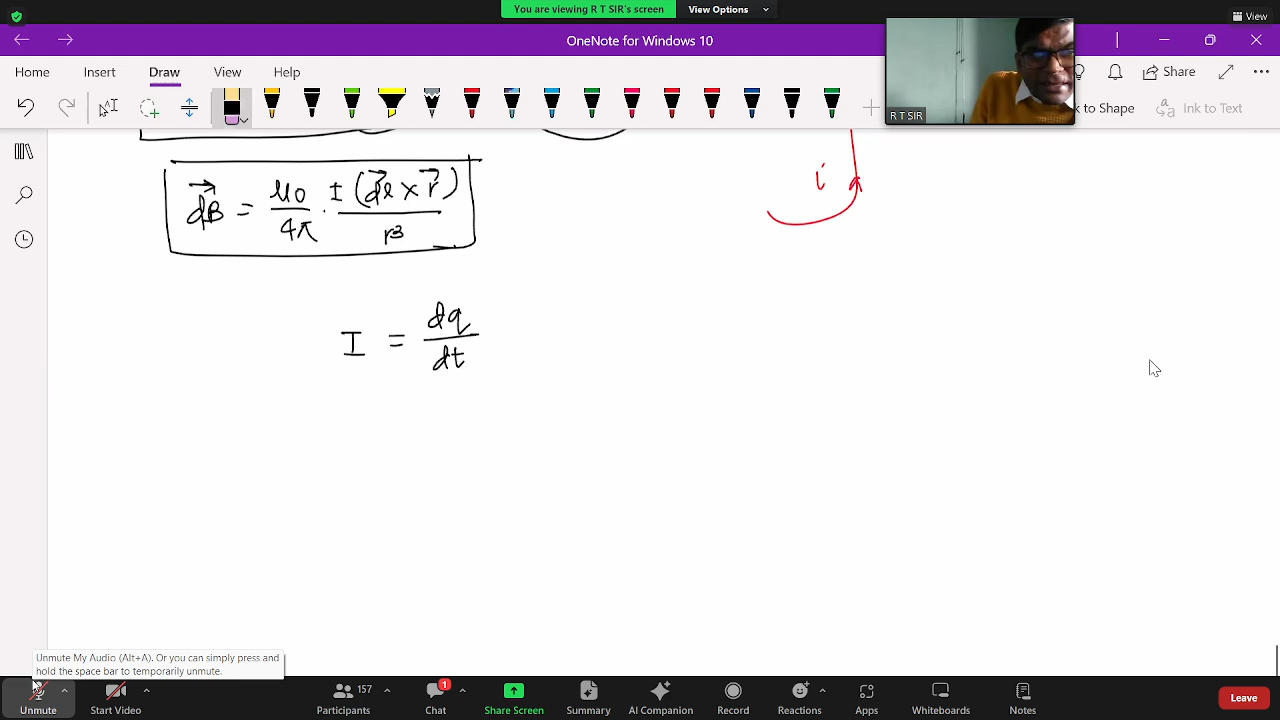 You are viewing R T SIR's screen View Options
View
OneNote for Windows 10
Home Insert Draw View Help
Share
k to Shape Ink to Text
R T SIR
i
dB⃗ = μ0/4π · I (dl⃗ × r⃗)/r³
I = dq/dt
Unmute My Audio (Alt+A). Or you can simply press and
hold the space bar to temporarily unmute.
157 1
Unmute Start Video Participants Chat Share Screen Summary AI Companion Record Reactions Apps Whiteboards Notes Leave